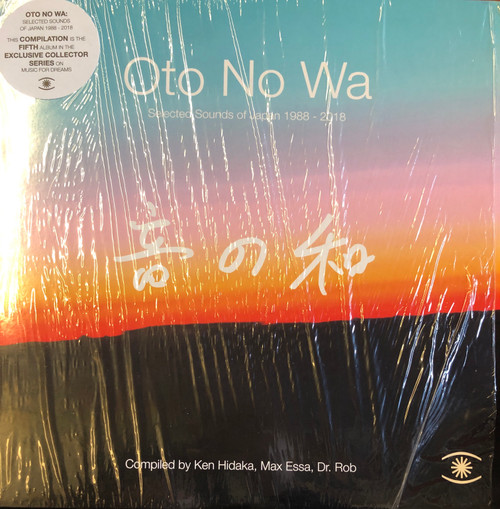 OTO NO WA:
SELECTED SOUNDS
OF JAPAN 1988 - 2018
THIS COMPILATION IS THE
FIFTH ALBUM IN THE
EXCLUSIVE COLLECTOR
SERIES ON
MUSIC FOR DREAMS
Oto No Wa
Selected Sounds of Japan 1988 - 2018
音の和
Compiled by Ken Hidaka, Max Essa, Dr. Rob